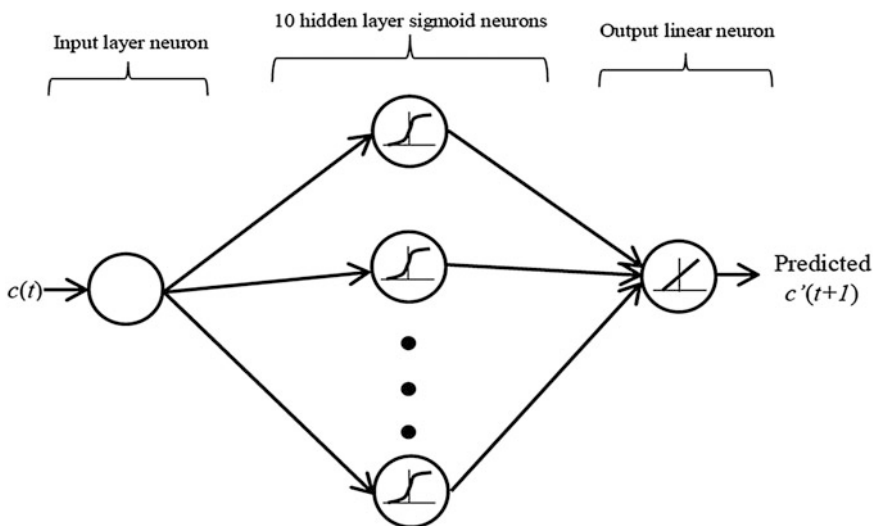 Input layer neuron
10 hidden layer sigmoid neurons
Output linear neuron
c(t)
Predicted
c’(t+1)